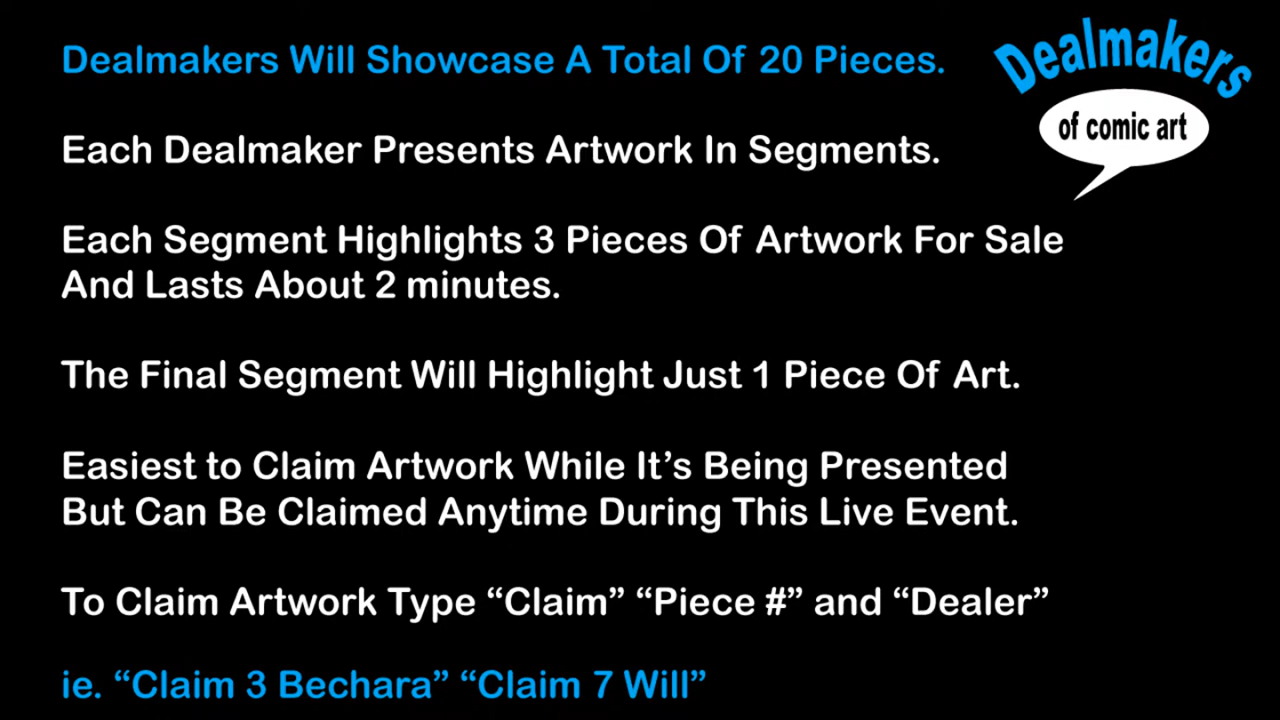 Dealmakers Will Showcase A Total Of 20 Pieces.
Dealmakers
of comic art
Each Dealmaker Presents Artwork In Segments.
Each Segment Highlights 3 Pieces Of Artwork For Sale
And Lasts About 2 minutes.
The Final Segment Will Highlight Just 1 Piece Of Art.
Easiest to Claim Artwork While It’s Being Presented
But Can Be Claimed Anytime During This Live Event.
To Claim Artwork Type “Claim” “Piece #” and “Dealer”
ie. “Claim 3 Bechara” “Claim 7 Will”